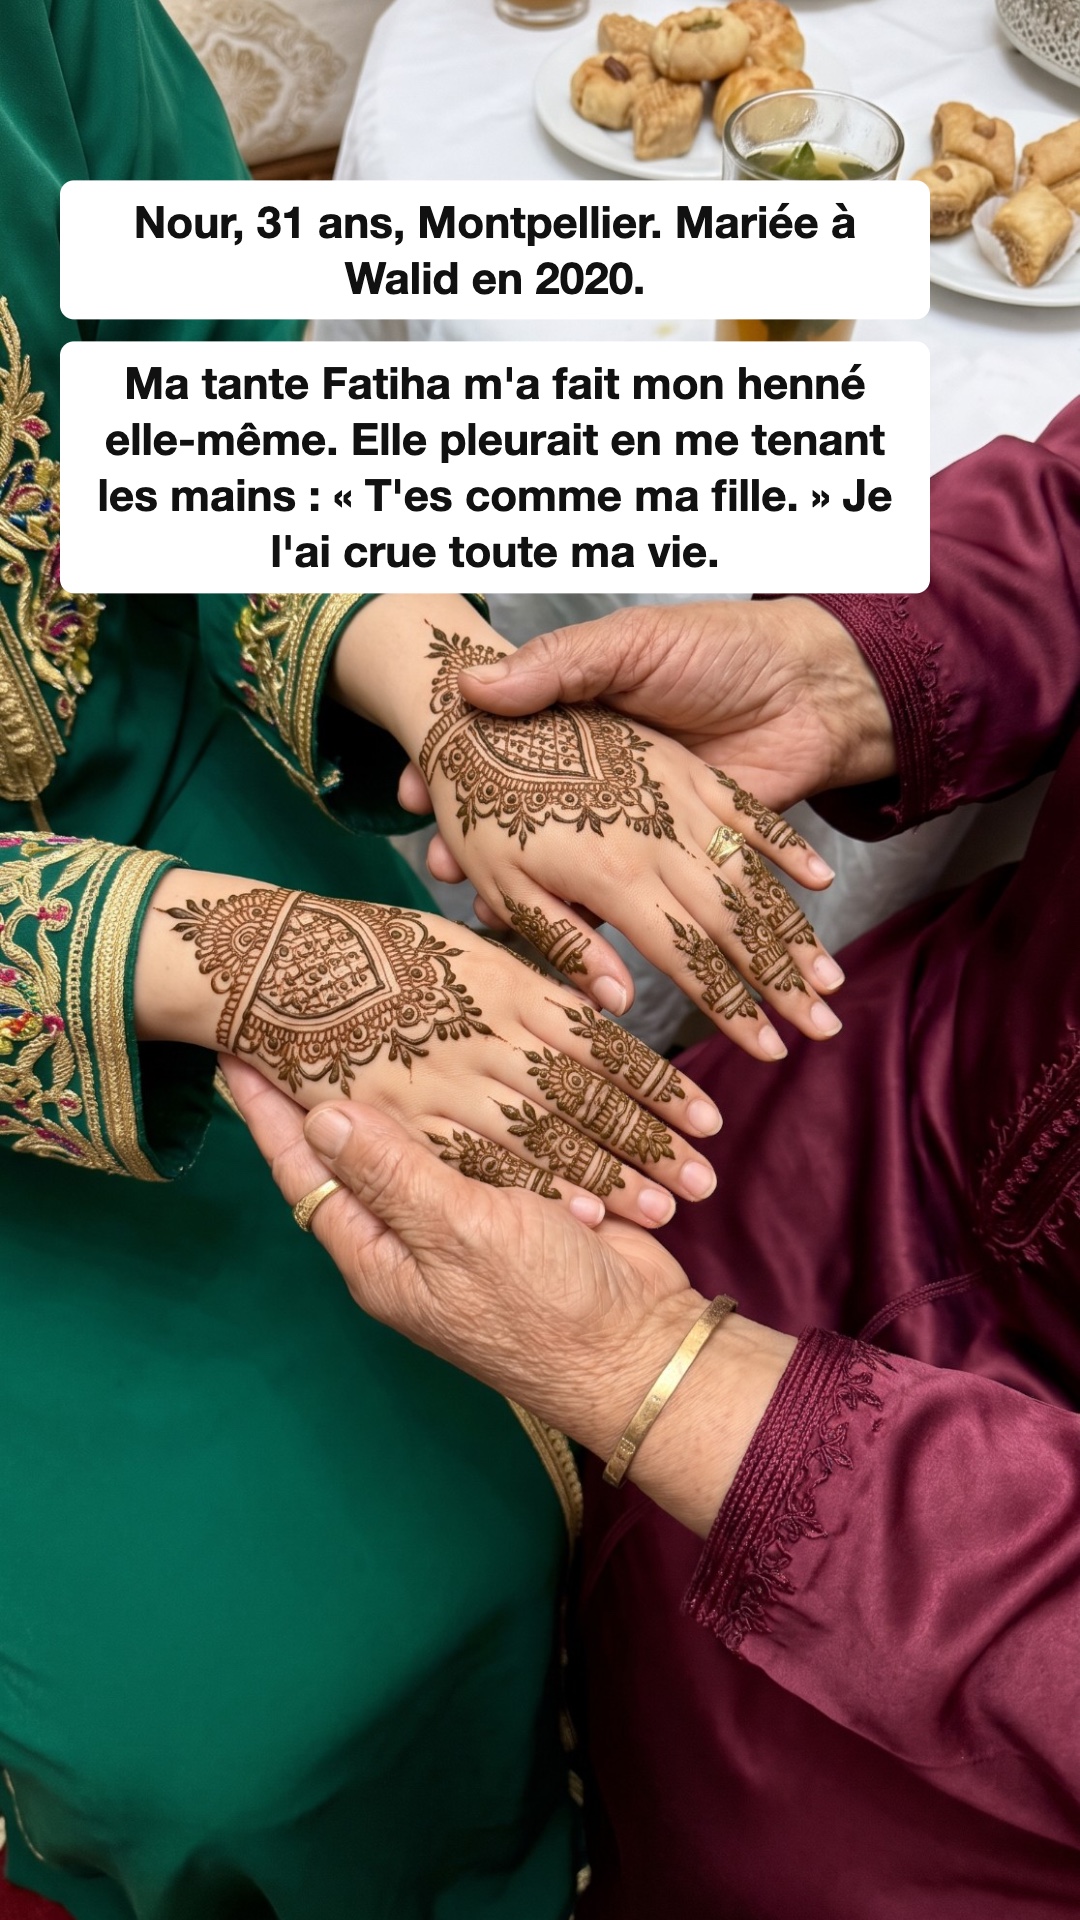 Nour, 31 ans, Montpellier. Mariée à
Walid en 2020.
Ma tante Fatiha m'a fait mon henné
elle-même. Elle pleurait en me tenant
les mains : « T'es comme ma fille. » Je
l'ai crue toute ma vie.